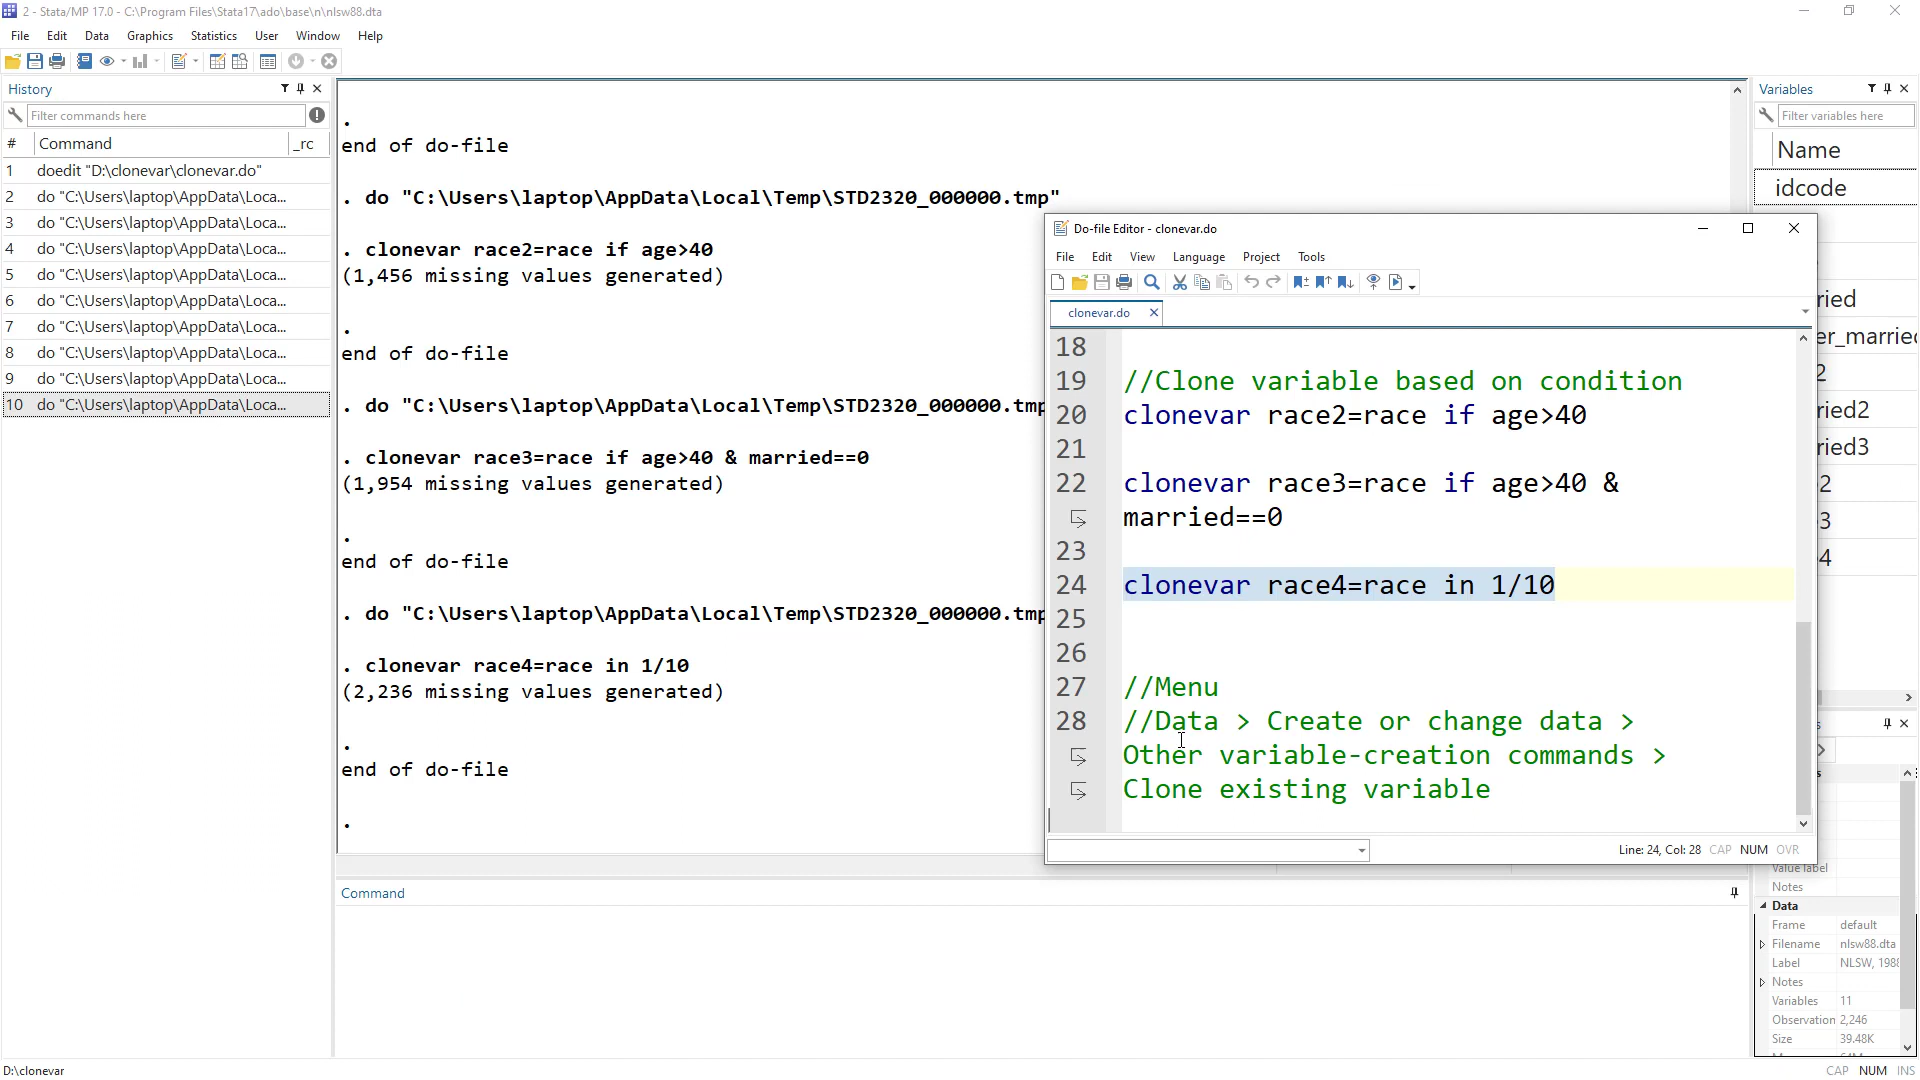 2 - Stata/MP 17.0 - C:\Program Files\Stata17\ado\base\n\nlsw88.dta
File Edit Data Graphics Statistics User Window Help
History
Filter commands here
# Command _rc
1 doedit "D:\clonevar\clonevar.do"
2 do "C:\Users\laptop\AppData\Loca...
3 do "C:\Users\laptop\AppData\Loca...
4 do "C:\Users\laptop\AppData\Loca...
5 do "C:\Users\laptop\AppData\Loca...
6 do "C:\Users\laptop\AppData\Loca...
7 do "C:\Users\laptop\AppData\Loca...
8 do "C:\Users\laptop\AppData\Loca...
9 do "C:\Users\laptop\AppData\Loca...
10 do "C:\Users\laptop\AppData\Loca...
.
end of do-file
. do "C:\Users\laptop\AppData\Local\Temp\STD2320_000000.tmp"
. clonevar race2=race if age>40
(1,456 missing values generated)
.
end of do-file
. do "C:\Users\laptop\AppData\Local\Temp\STD2320_000000.tmp
. clonevar race3=race if age>40 & married==0
(1,954 missing values generated)
.
end of do-file
. do "C:\Users\laptop\AppData\Local\Temp\STD2320_000000.tmp
. clonevar race4=race in 1/10
(2,236 missing values generated)
.
end of do-file
.
Command
Do-file Editor - clonevar.do
File Edit View Language Project Tools
clonevar.do
18
19 //Clone variable based on condition
20 clonevar race2=race if age>40
21
22 clonevar race3=race if age>40 &
married==0
23
24 clonevar race4=race in 1/10
25
26
27 //Menu
28 //Data > Create or change data >
Other variable-creation commands >
Clone existing variable
Line: 24, Col: 28 CAP NUM OVR
Variables
Filter variables here
Name
idcode
ried
er_married
2
ried2
ried3
2
3
4
Value label
Notes
Data
Frame default
Filename nlsw88.dta
Label NLSW, 1988
Notes
Variables 11
Observation 2,246
Size 39.48K
D:\clonevar
CAP NUM INS